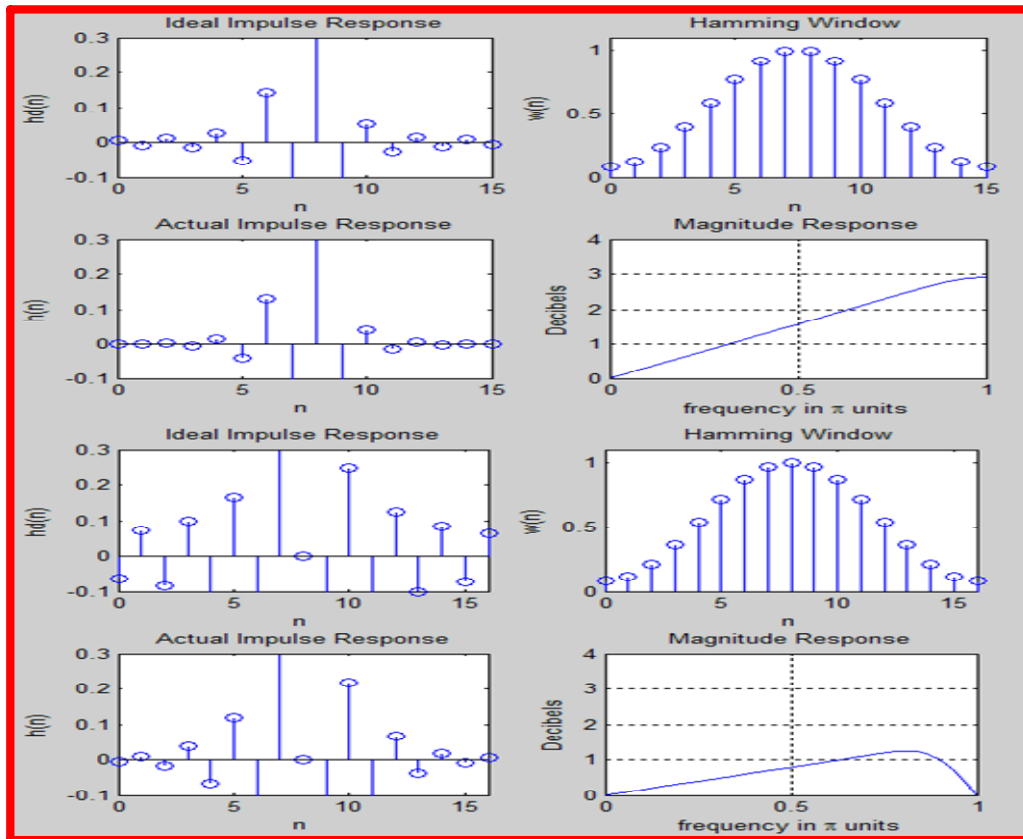 Ideal Impulse Response
Hamming Window
0.3
0.2
0.1
0
-0.1
hd(n)
0
5
10
15
n
1
0.5
0
w(n)
0
5
10
15
n
Actual Impulse Response
Magnitude Response
0.3
0.2
0.1
0
-0.1
h(n)
0
5
10
15
n
4
3
2
1
0
Decibels
0
0.5
1
frequency in π units
Ideal Impulse Response
Hamming Window
0.3
0.2
0.1
0
-0.1
hd(n)
0
5
10
15
n
1
0.5
0
w(n)
0
5
10
15
n
Actual Impulse Response
Magnitude Response
0.3
0.2
0.1
0
-0.1
h(n)
0
5
10
15
n
4
3
2
1
0
Decibels
0
0.5
1
frequency in π units